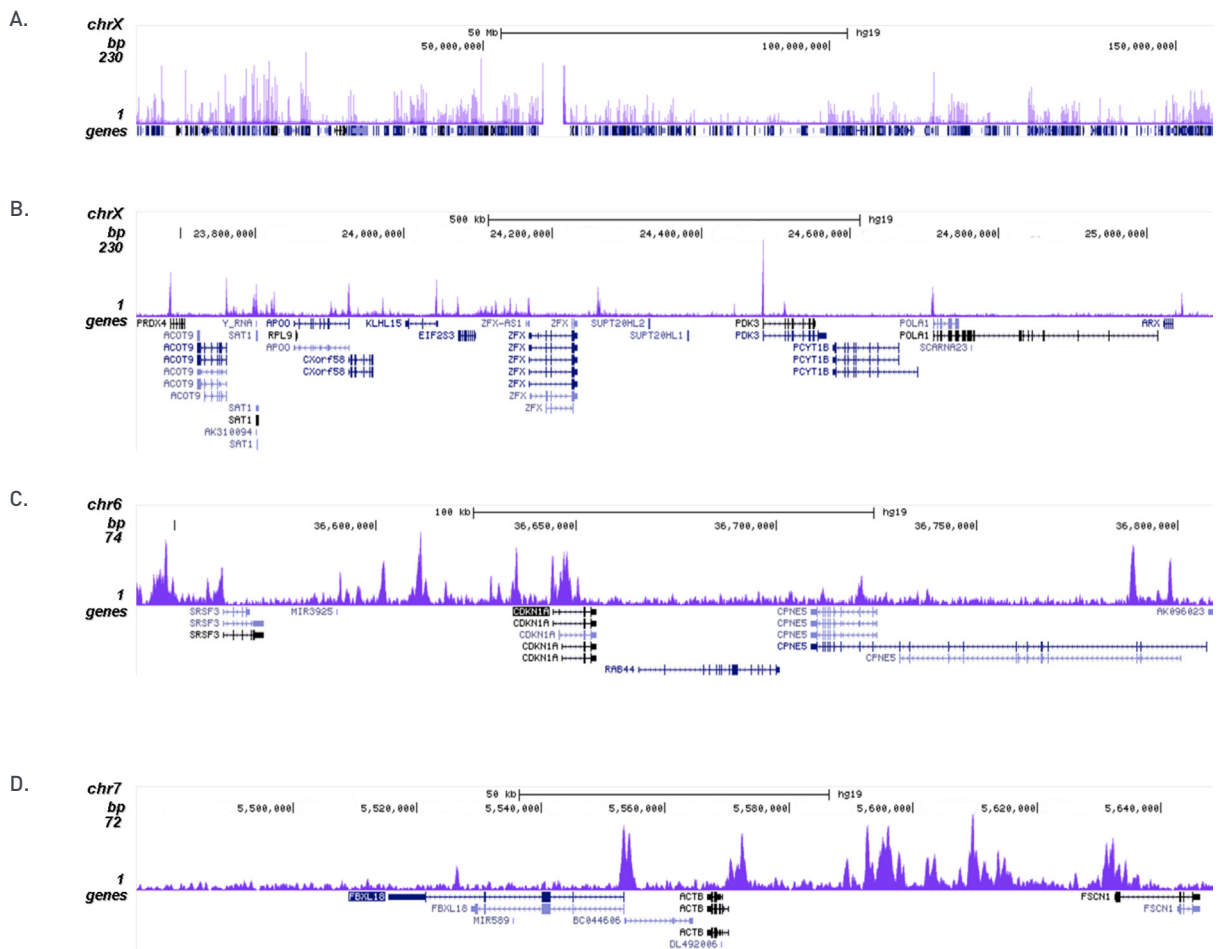 A.
chrX
50 Mb hg19
bp
50,000,000 100,000,000 150,000,000
230
1
genes
B.
chrX
500 kb hg19
bp
23,800,000 24,000,000 24,200,000 24,400,000 24,600,000 24,800,000 25,000,000
230
1
genes
PRDX4 Y_RNA APOO KLHL15 ZFX-AS1 ZFX SUPT20HL2 PDK3 POLA1 ARX
ACOT9 SAT1 RPL9 EIF2S3 ZFX SUPT20HL1 PDK3 POLA1
ACOT9 APOO ZFX PCYT1B SCARNA23
ACOT9 CXorf58 ZFX PCYT1B
ACOT9 CXorf58 ZFX PCYT1B
ACOT9 ZFX
SAT1 ZFX
SAT1
AK310094
SAT1
C.
chr6
100 kb hg19
bp
36,600,000 36,650,000 36,700,000 36,750,000 36,800,000
74
1
genes
SRSF3 MIR3925 CDKN1A CPNE5 AK096023
SRSF3 CDKN1A CPNE5
SRSF3 CDKN1A CPNE5
CDKN1A CPNE5
CDKN1A CPNE5
RAB44
D.
chr7
50 kb hg19
bp
5,500,000 5,520,000 5,540,000 5,560,000 5,580,000 5,600,000 5,620,000 5,640,000
72
1
genes
FBXL18 ACTB FSCN1
FBXL18 ACTB FSCN1
MIR589 BC044606 ACTB
ACTB
DL492006